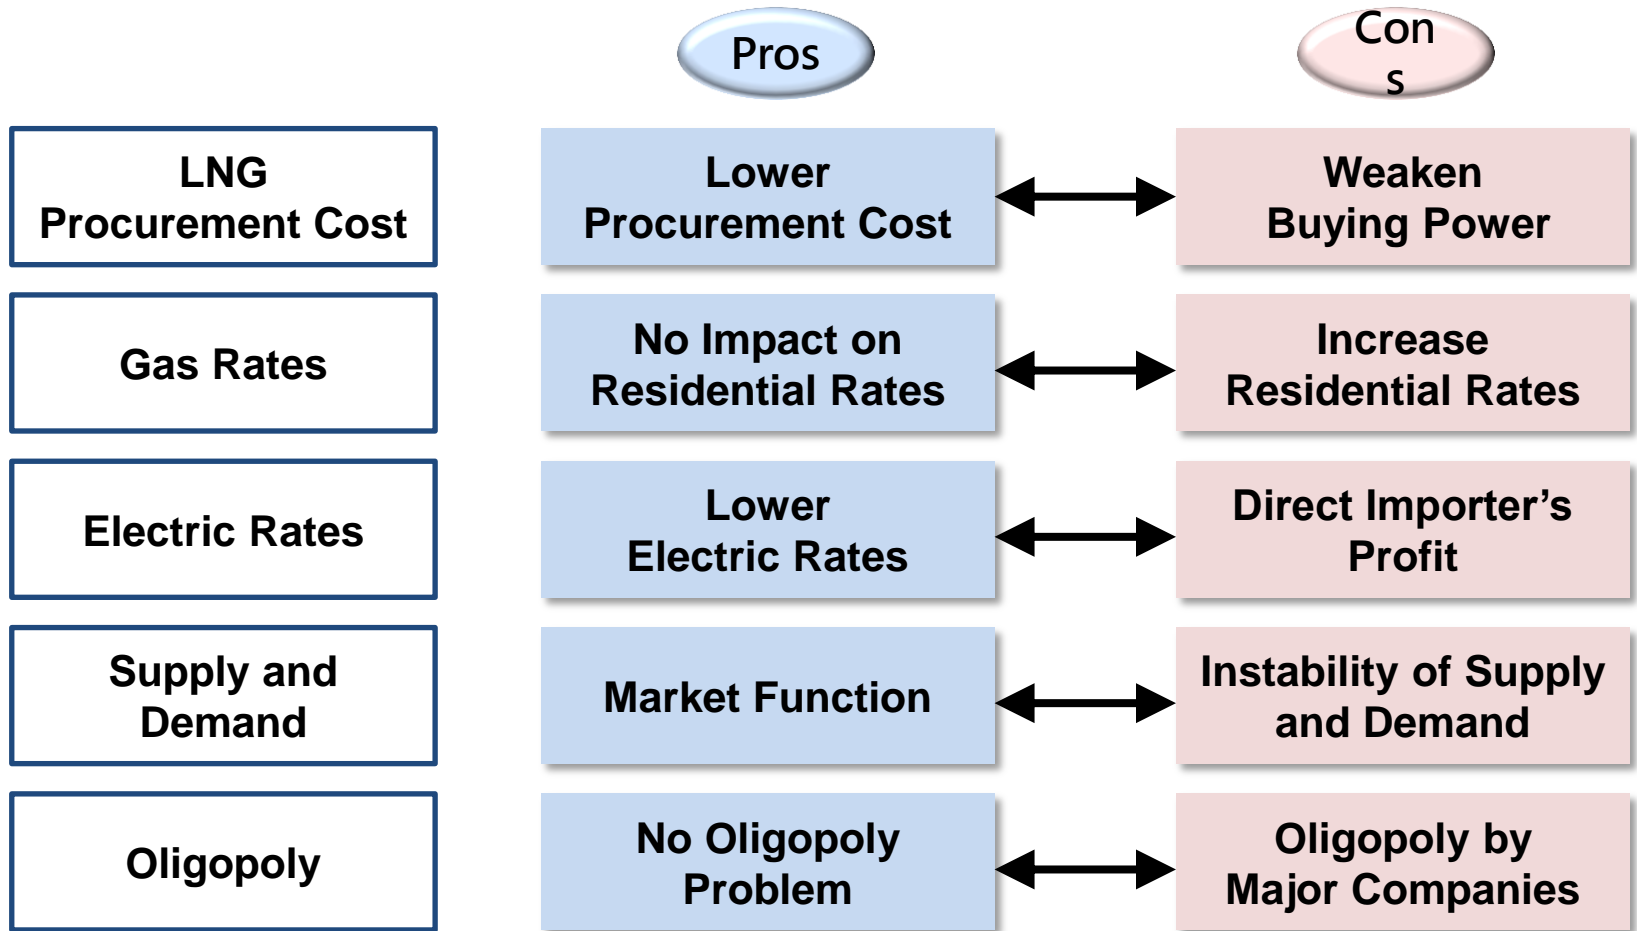 Pros
Con
s
LNG
Procurement Cost
Lower
Procurement Cost
Weaken
Buying Power
Gas Rates
No Impact on
Residential Rates
Increase
Residential Rates
Electric Rates
Lower
Electric Rates
Direct Importer’s
Profit
Supply and
Demand
Market Function
Instability of Supply
and Demand
Oligopoly
No Oligopoly
Problem
Oligopoly by
Major Companies